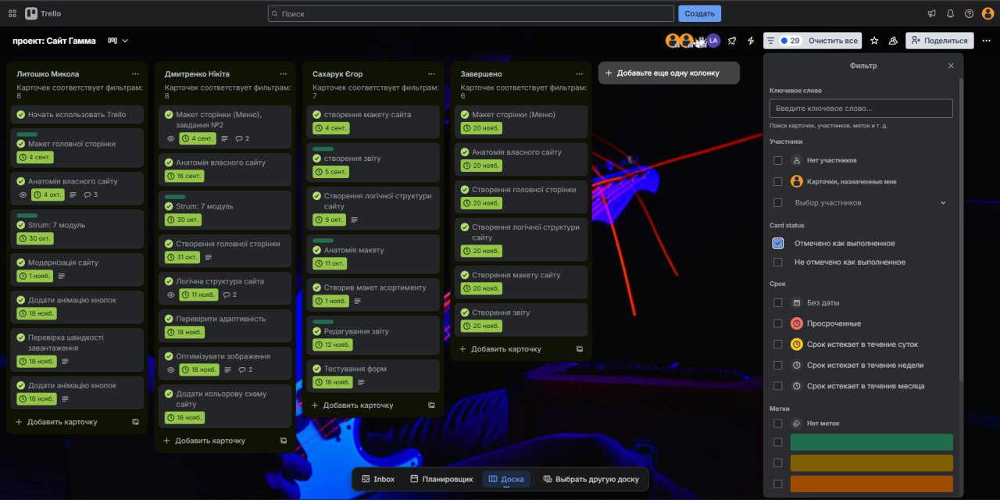 Trello
Поиск
Создать
проект: Сайт Гамма
LA
29
Очистить все
Поделиться
Литошко Микола
Карточек соответствует фильтрам:
8
Начать использовать Trello
Макет головної сторінки
4 сент.
Анатомія власного сайту
4 окт.
3
Strum: 7 модуль
30 окт.
Модернізація сайту
1 нояб.
Додати анімацію кнопок
18 нояб.
Перевірка швидкості
завантаження
18 нояб.
Додати анімацію кнопок
18 нояб.
Добавить карточку
Дмитренко Нікіта
Карточек соответствует фильтрам:
8
Макет сторінки (Меню),
завдання №2
4 сент.
2
Анатомія власного сайту
16 сент.
Strum: 7 модуль
30 окт.
Створення головної сторінки
31 окт.
Логічна структура сайта
11 нояб.
2
Перевірити адаптивність
18 нояб.
Оптимізувати зображення
18 нояб.
2
Додати кольорову схему
сайту
18 нояб.
Добавить карточку
Сахарук Єгор
Карточек соответствует фильтрам:
7
створення макету сайта
4 сент.
створення звіту
5 сент.
Створення логічної структури
сайту
9 окт.
Анатомія макету
11 окт.
Створив макет асортименту
1 нояб.
Редагування звіту
12 нояб.
Тестування форм
18 нояб.
Добавить карточку
Завершено
Карточек соответствует фильтрам:
6
Макет сторінки (Меню)
20 нояб.
Анатомія власного сайту
20 нояб.
Створення головної сторінки
20 нояб.
Створення логічної структури
сайту
20 нояб.
Створення макету сайту
20 нояб.
Створення звіту
20 нояб.
Добавить карточку
Добавьте еще одну колонку
Фильтр
Ключевое слово
Введите ключевое слово...
Поиск карточек, участников, меток и т. д.
Участники
Нет участников
Карточки, назначенные мне
Выбор участников
Card status
Отмечено как выполненное
Не отмечено как выполненное
Срок
Без даты
Просроченные
Срок истекает в течение суток
Срок истекает в течение недели
Срок истекает в течение месяца
Метки
Нет меток
Inbox
Планировщик
Доска
Выбрать другую доску